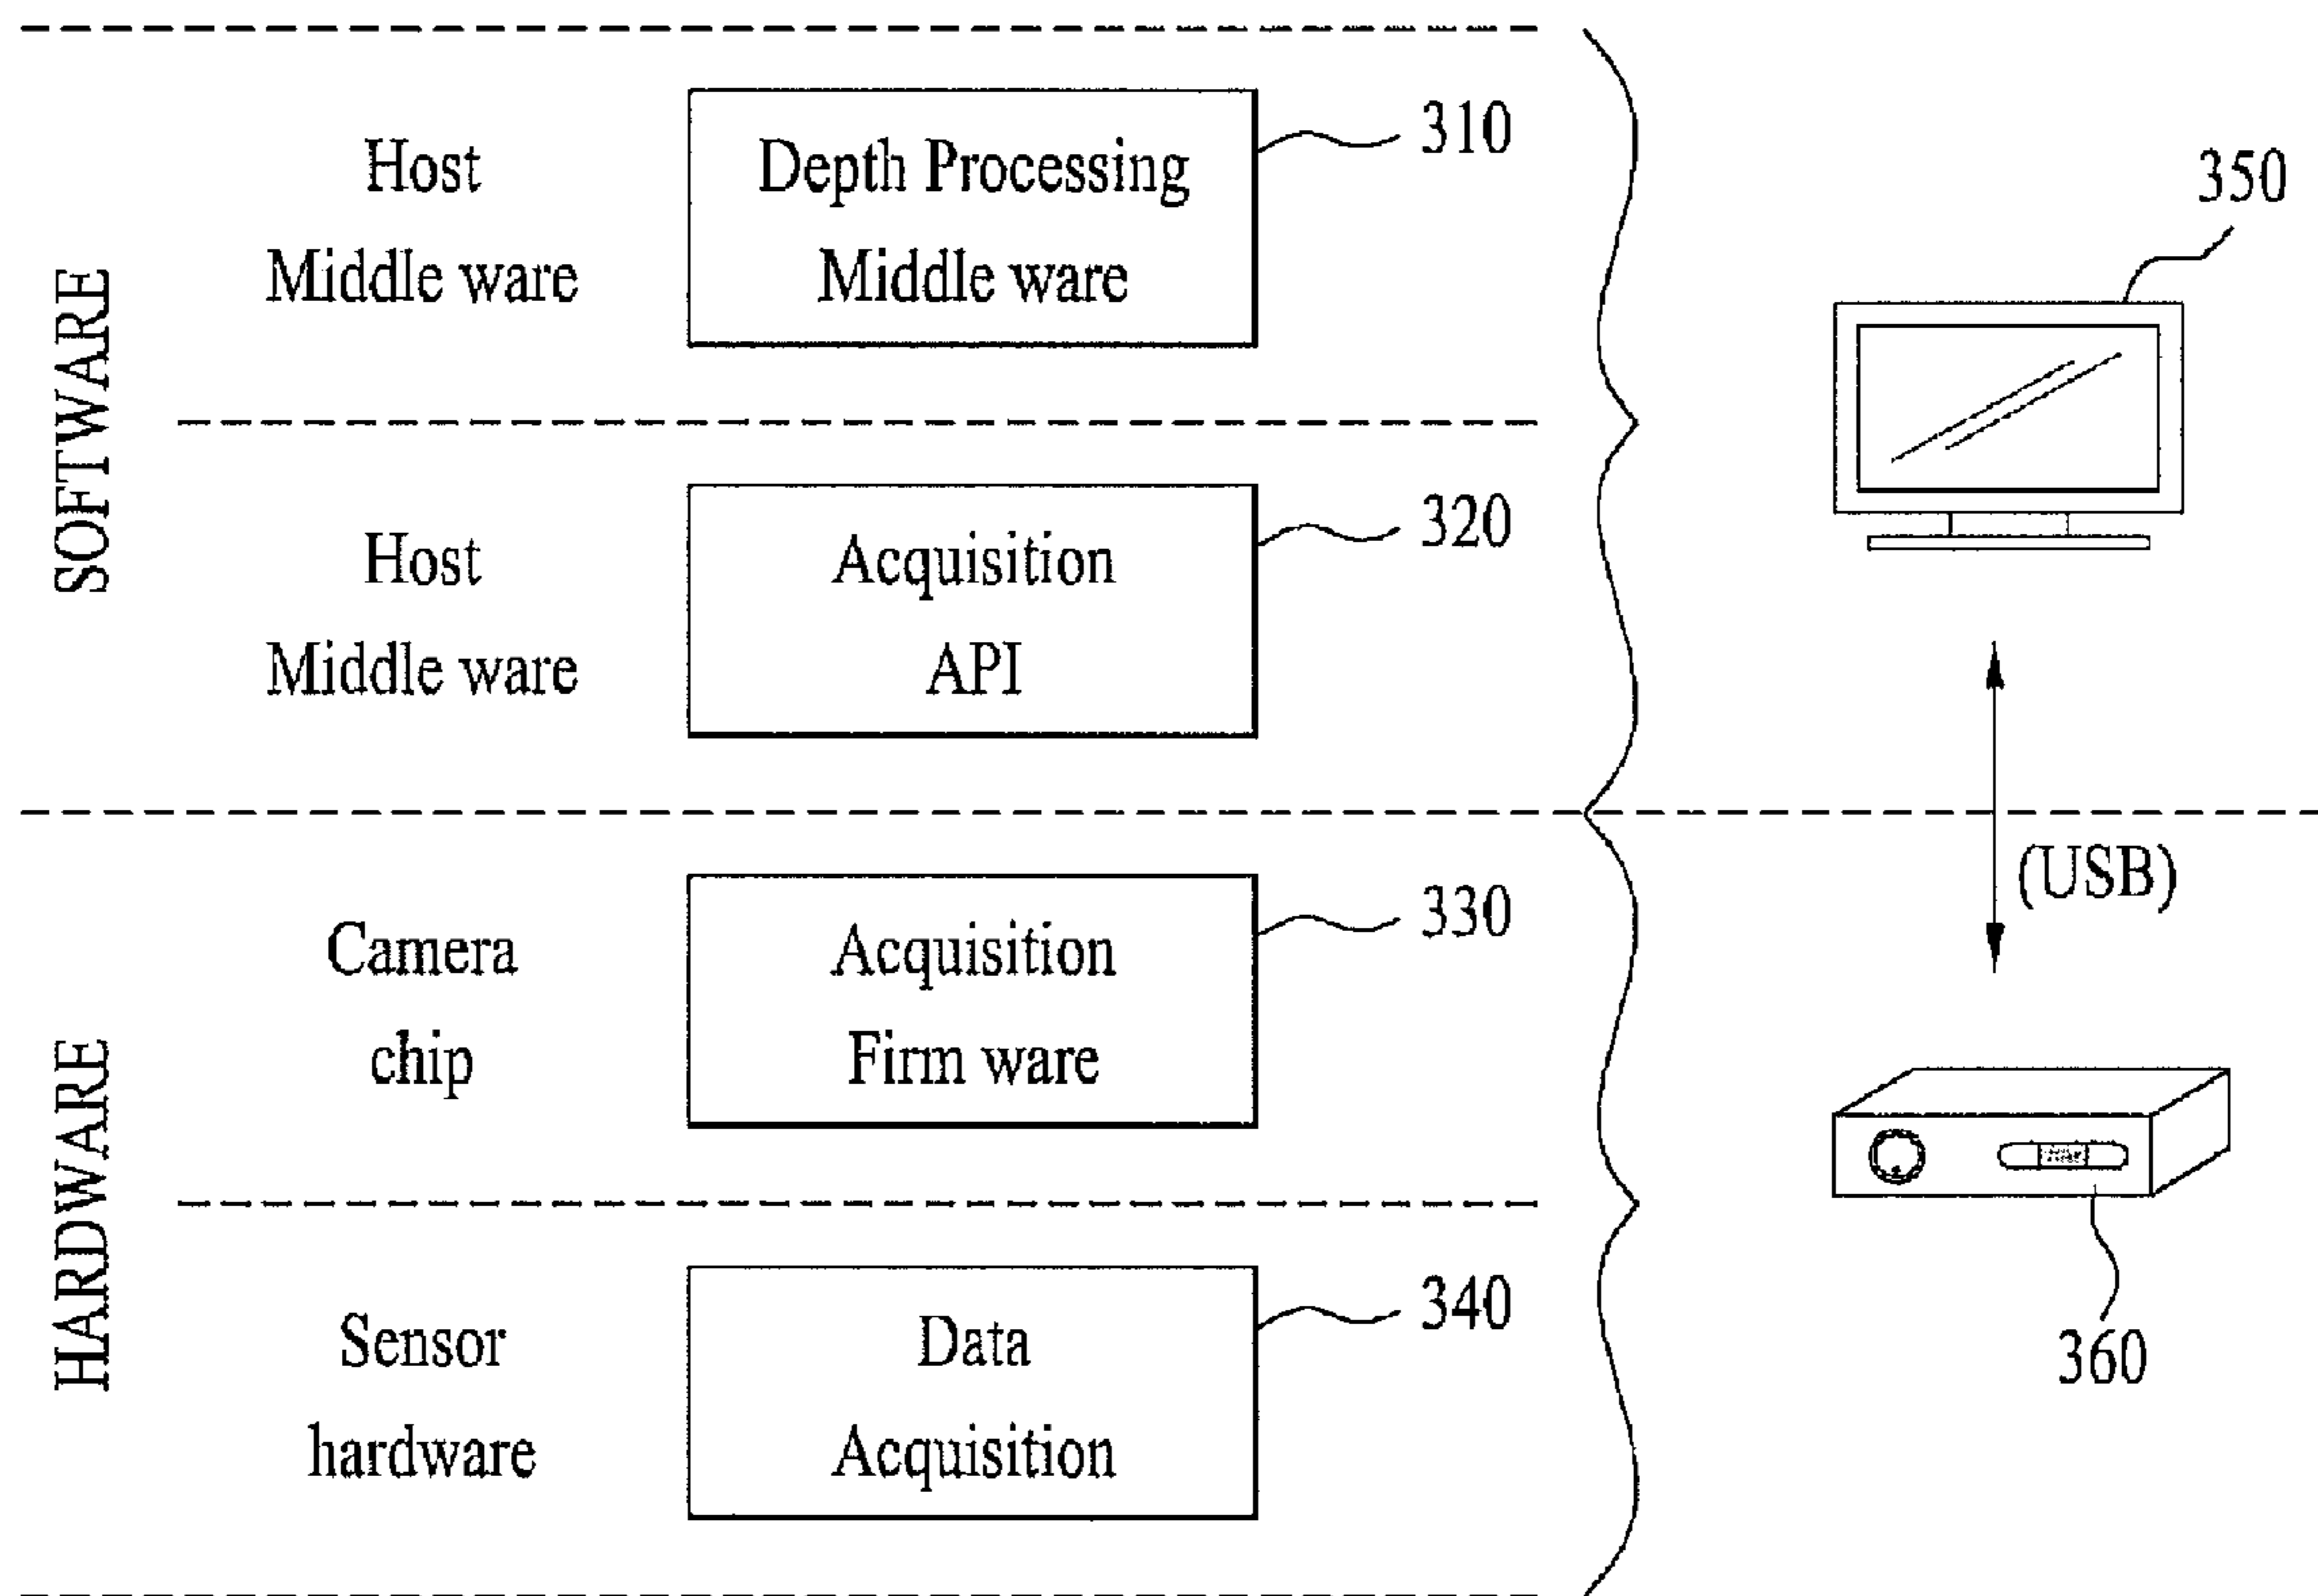 SOFTWARE
Host
Middle ware
Depth Processing
Middle ware
310
Host
Middle ware
Acquisition
API
320
350
HARDWARE
Camera
chip
Acquisition
Firm ware
330
(USB)
Sensor
hardware
Data
Acquisition
340
360